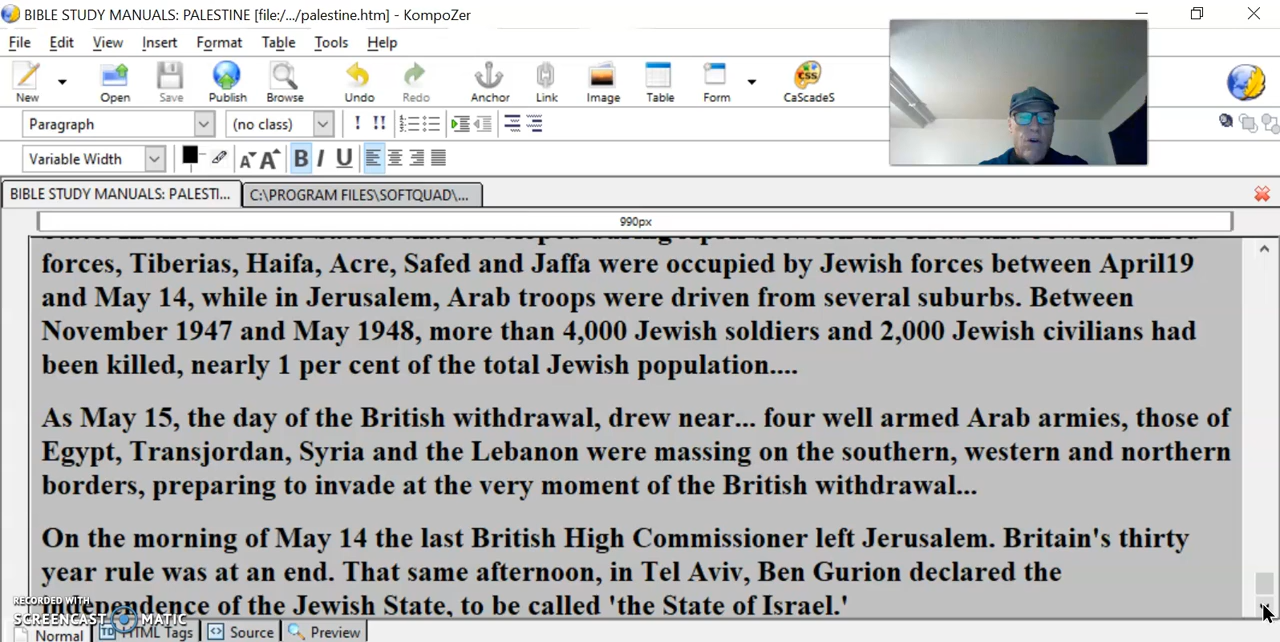 BIBLE STUDY MANUALS: PALESTINE [file:/.../palestine.htm] - KompoZer
File Edit View Insert Format Table Tools Help
New Open Save Publish Browse Undo Redo Anchor Link Image Table Form CaScadeS
Paragraph (no class) ! !!
Variable Width A A B I U
BIBLE STUDY MANUALS: PALESTI... C:\PROGRAM FILES\SOFTQUAD\...
990px
forces, Tiberias, Haifa, Acre, Safed and Jaffa were occupied by Jewish forces between April19
and May 14, while in Jerusalem, Arab troops were driven from several suburbs. Between
November 1947 and May 1948, more than 4,000 Jewish soldiers and 2,000 Jewish civilians had
been killed, nearly 1 per cent of the total Jewish population....
As May 15, the day of the British withdrawal, drew near... four well armed Arab armies, those of
Egypt, Transjordan, Syria and the Lebanon were massing on the southern, western and northern
borders, preparing to invade at the very moment of the British withdrawal...
On the morning of May 14 the last British High Commissioner left Jerusalem. Britain's thirty
year rule was at an end. That same afternoon, in Tel Aviv, Ben Gurion declared the
independence of the Jewish State, to be called 'the State of Israel.'
RECORDED WITH
SCREENCAST MATIC
Normal HTML Tags Source Preview